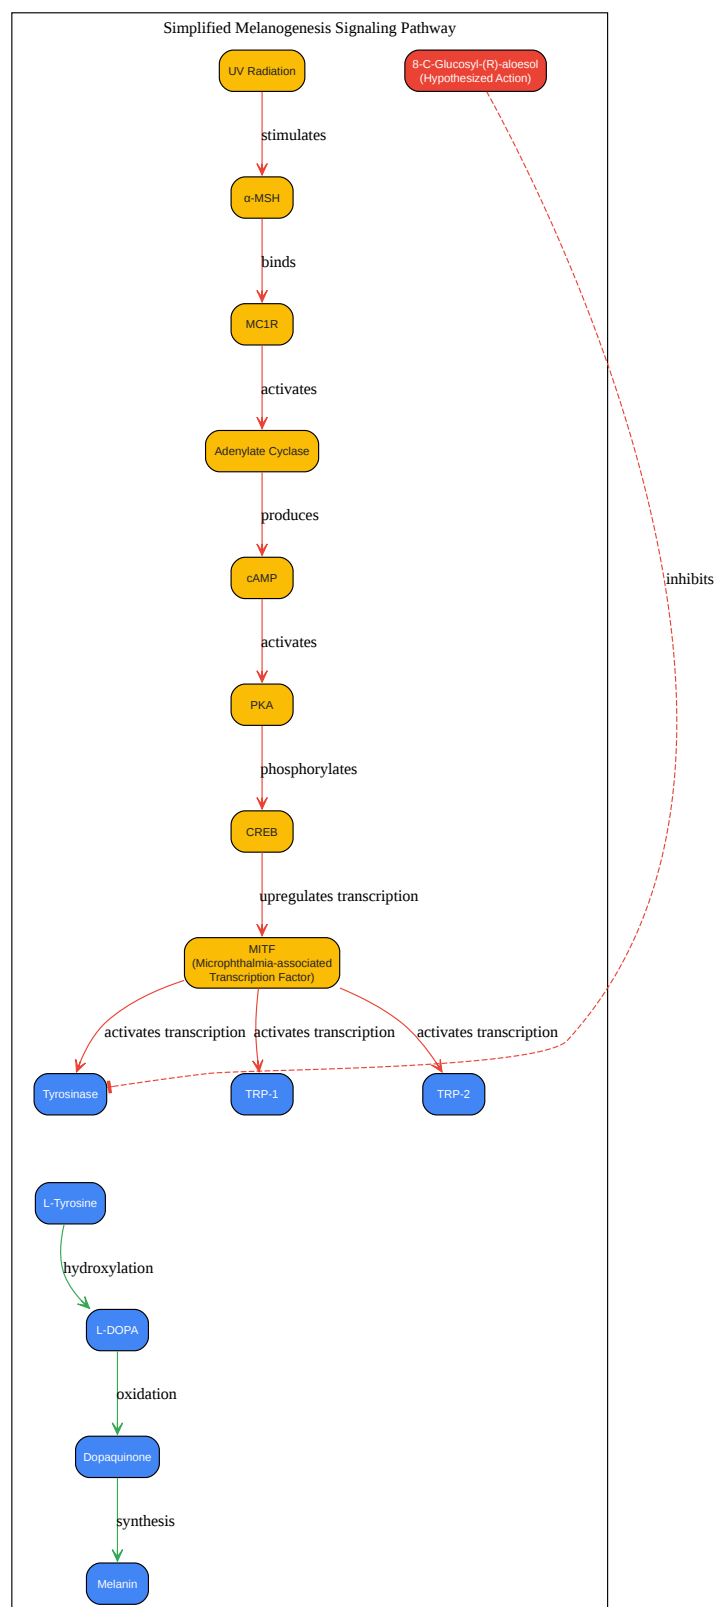 Simplified Melanogenesis Signaling Pathway
UV Radiation
8-C-Glucosyl-(R)-aloesol
(Hypothesized Action)
stimulates
α-MSH
binds
MC1R
activates
Adenylate Cyclase
produces
cAMP
inhibits
activates
PKA
phosphorylates
CREB
upregulates transcription
MITF
(Microphthalmia-associated
Transcription Factor)
activates transcription
activates transcription
activates transcription
Tyrosinase
TRP-1
TRP-2
L-Tyrosine
hydroxylation
L-DOPA
oxidation
Dopaquinone
synthesis
Melanin